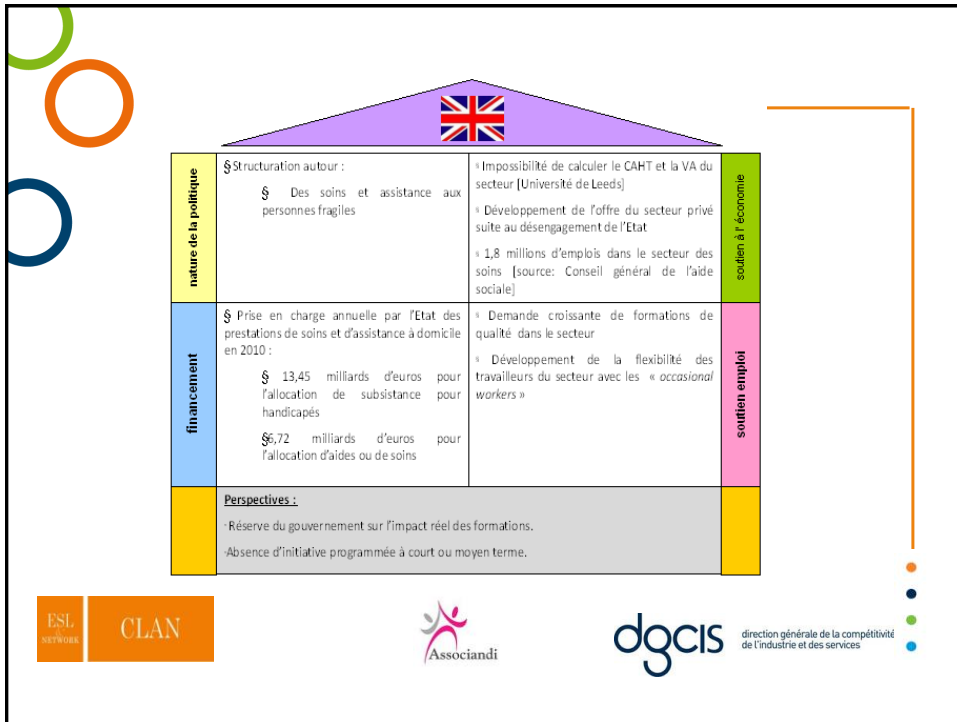 nature de la politique
§ Structuration autour :
§ Des soins et assistance aux
personnes fragiles
§ Impossibilité de calculer le CAHT et la VA du
secteur [Université de Leeds]
§ Développement de l'offre du secteur privé
suite au désengagement de l'Etat
§ 1,8 millions d'emplois dans le secteur des
soins [source: Conseil général de l'aide
sociale]
soutien à l' économie
financement
§ Prise en charge annuelle par l'Etat des
prestations de soins et d'assistance à domicile
en 2010 :
§ 13,45 milliards d'euros pour
l'allocation de subsistance pour
handicapés
§6,72 milliards d'euros pour
l'allocation d'aides ou de soins
§ Demande croissante de formations de
qualité dans le secteur
§ Développement de la flexibilité des
travailleurs du secteur avec les « occasional
workers »
soutien emploi
Perspectives :
·Réserve du gouvernement sur l'impact réel des formations.
·Absence d'initiative programmée à court ou moyen terme.
ESL
&
NETWORK
CLAN
Associandi
dgcis
direction générale de la compétitivité
de l'industrie et des services